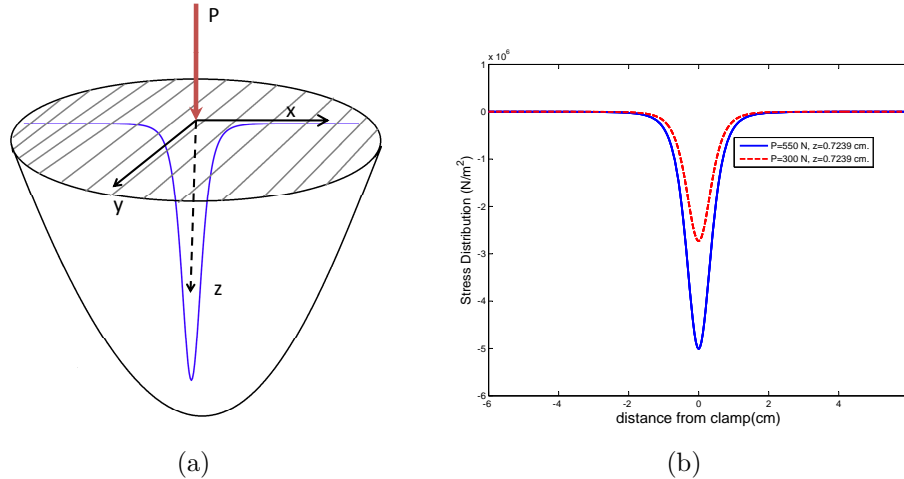 P
x
y
z
(a)
x 10^6
1
0
-1
-2
-3
-4
-5
-6
Stress Distribution (N/m^2)
P=550 N, z=0.7239 cm.
P=300 N, z=0.7239 cm.
-6 -4 -2 0 2 4 6
distance from clamp(cm)
(b)